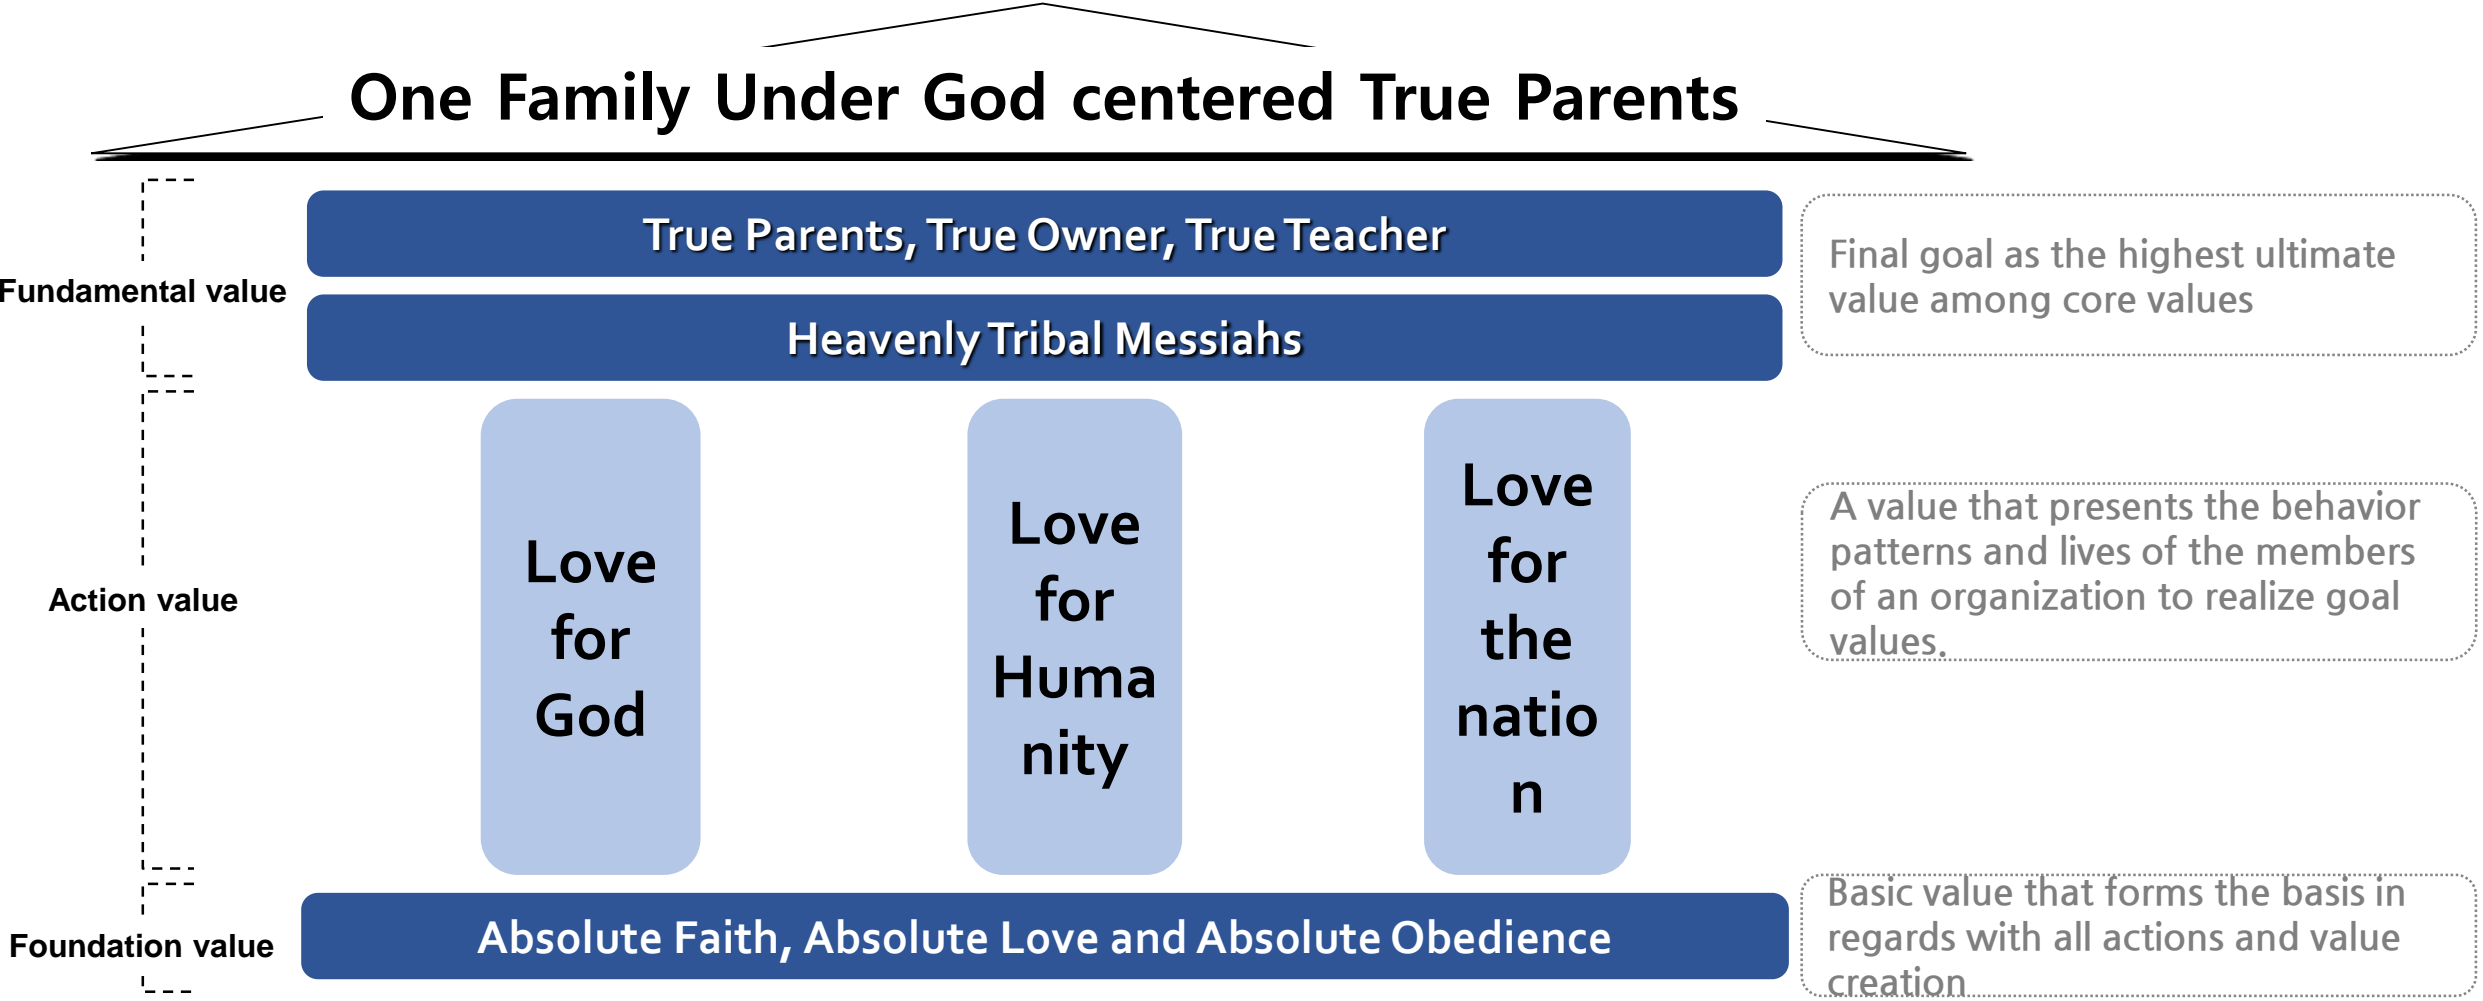 One Family Under God centered True Parents
True Parents, True Owner, True Teacher
Final goal as the highest ultimate
value among core values
Fundamental value
Heavenly Tribal Messiahs
Love
for
God
Love
for
Huma
nity
Love
for
the
natio
n
A value that presents the behavior
patterns and lives of the members
of an organization to realize goal
values.
Action value
Absolute Faith, Absolute Love and Absolute Obedience
Foundation value
Basic value that forms the basis in
regards with all actions and value
creation